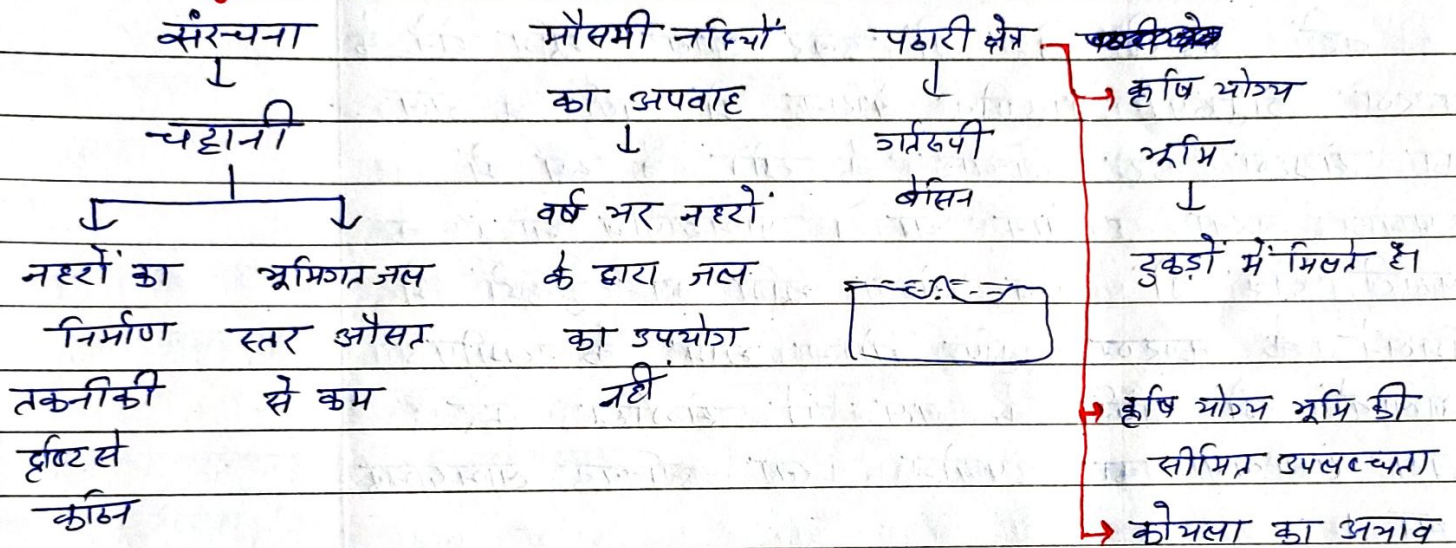 संरचना
चट्टानी
नहरों का
निर्माण
तकनीकी
दृष्टि से
कठिन
भूमिगत जल
स्तर औसत
से कम
मौसमी नदियों
का अपवाह
वर्ष भर नहरों
के द्वारा जल
का उपयोग
नहीं
पठारी क्षेत्र
गर्तरूपी
बेसिन
कृषि योग्य
भूमि
टुकड़ों में मिलते है।
कृषि योग्य भूमि की
सीमित उपलब्धता
कोयला का अभाव